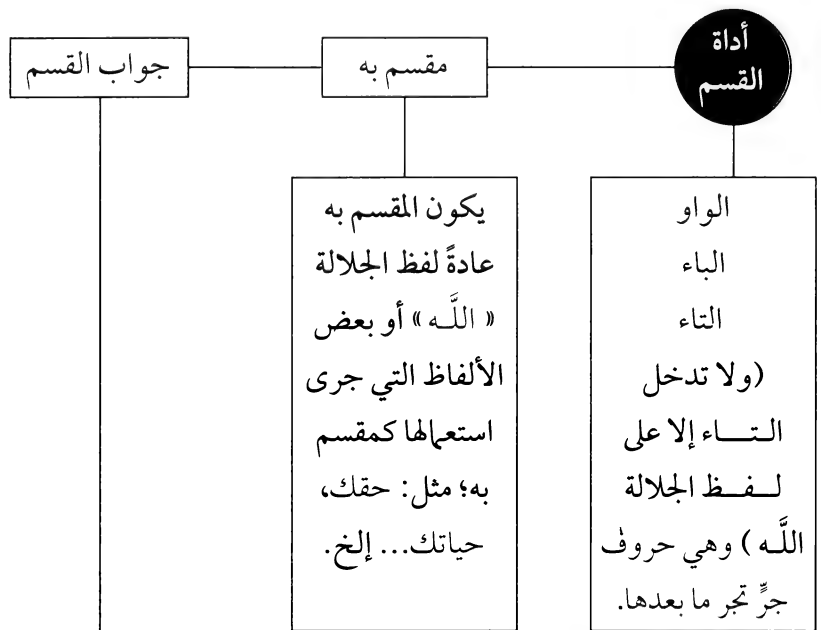 أداة
القسم
مقسم به
جواب القسم
الواو
الباء
التاء
(ولا تدخل
الـتـــاء إلا على
لــفــظ الجلالة
اللَّـه) وهي حروف
جرٍّ تجر ما بعدها.
يكون المقسم به
عادةً لفظ الجلالة
«اللَّـه» أو بعض
الألفاظ التي جرى
استعمالها كمقسم
به؛ مثل: حقك،
حياتك... إلخ.